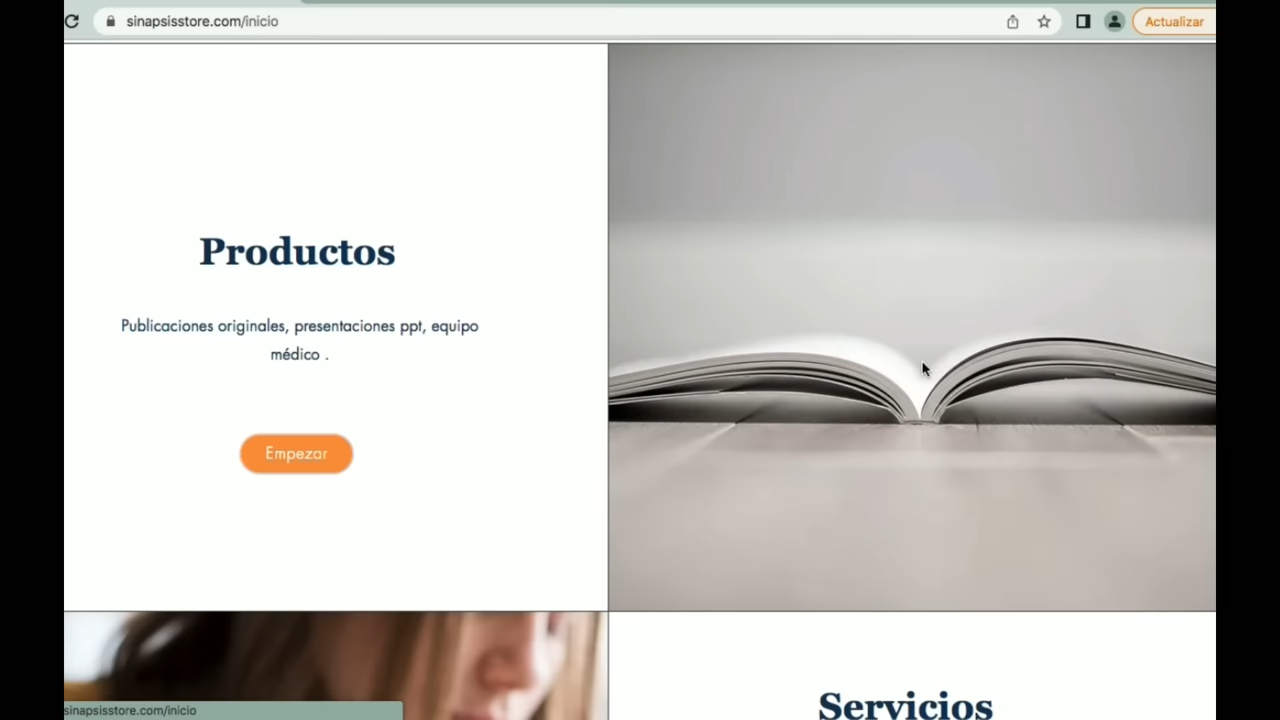 sinapsisstore.com/inicio
Actualizar
Productos
Publicaciones originales, presentaciones ppt, equipo
médico .
Empezar
Servicios
sinapsisstore.com/inicio